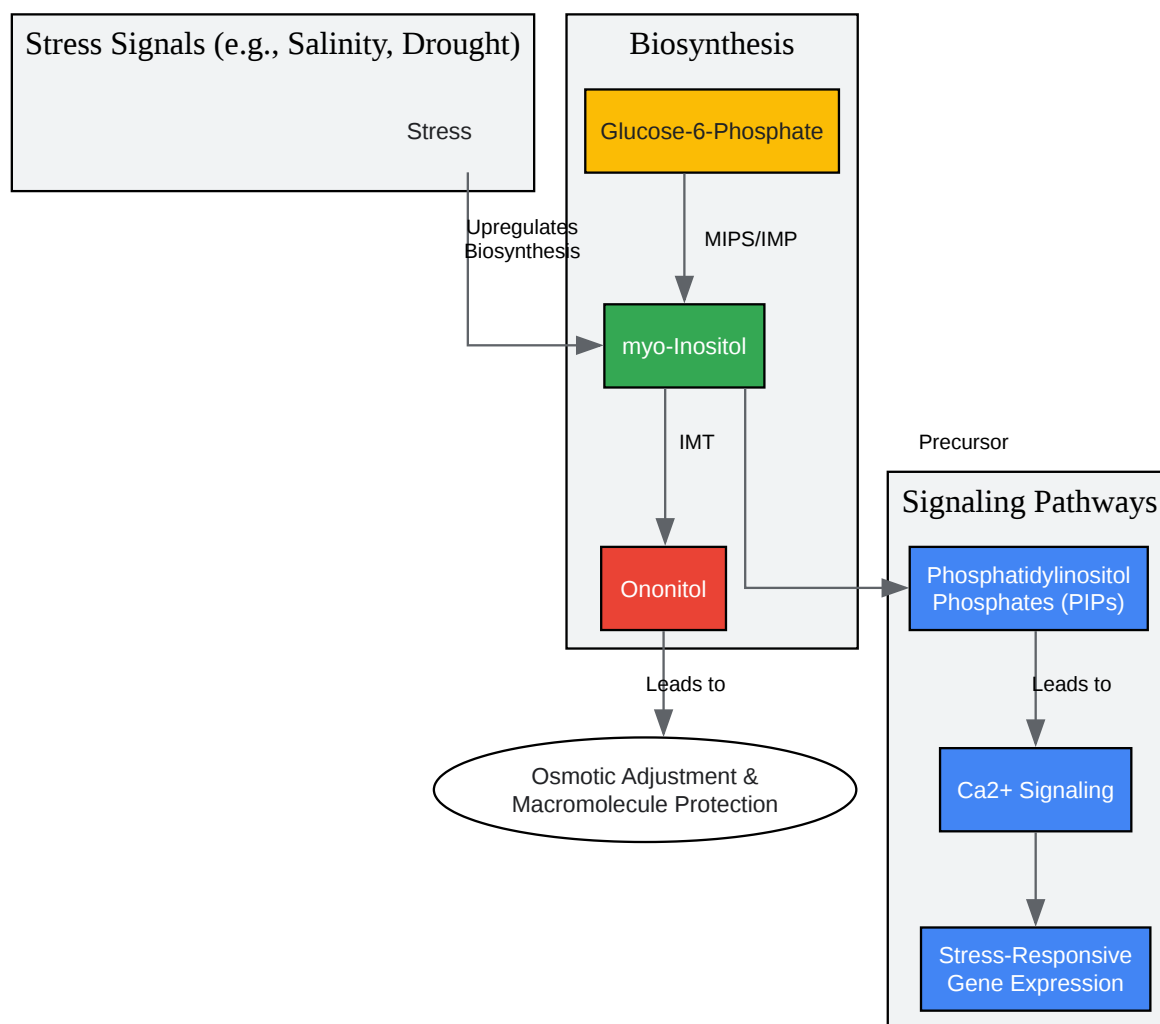 Stress Signals (e.g., Salinity, Drought)
Stress
Upregulates
Biosynthesis
Biosynthesis
Glucose-6-Phosphate
MIPS/IMP
myo-Inositol
IMT
Ononitol
Leads to
Osmotic Adjustment &
Macromolecule Protection
Precursor
Signaling Pathways
Phosphatidylinositol
Phosphates (PIPs)
Leads to
Ca2+ Signaling
Stress-Responsive
Gene Expression